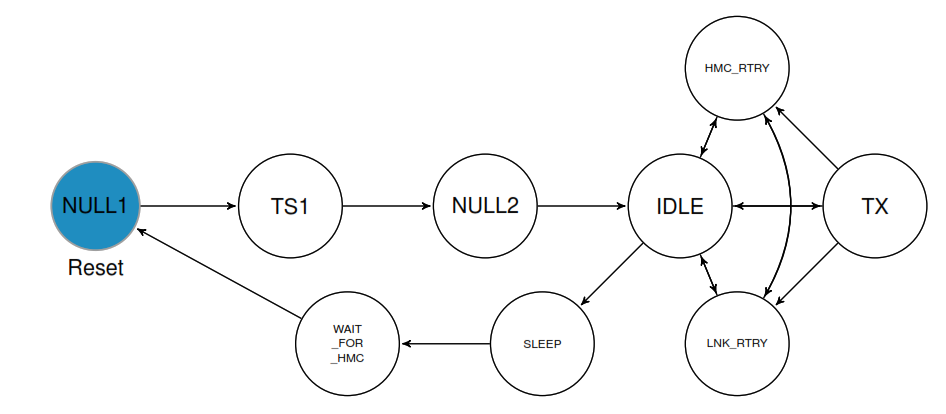 HMC_RTRY
NULL1
TS1
NULL2
IDLE
TX
Reset
WAIT
_FOR
_HMC
SLEEP
LNK_RTRY